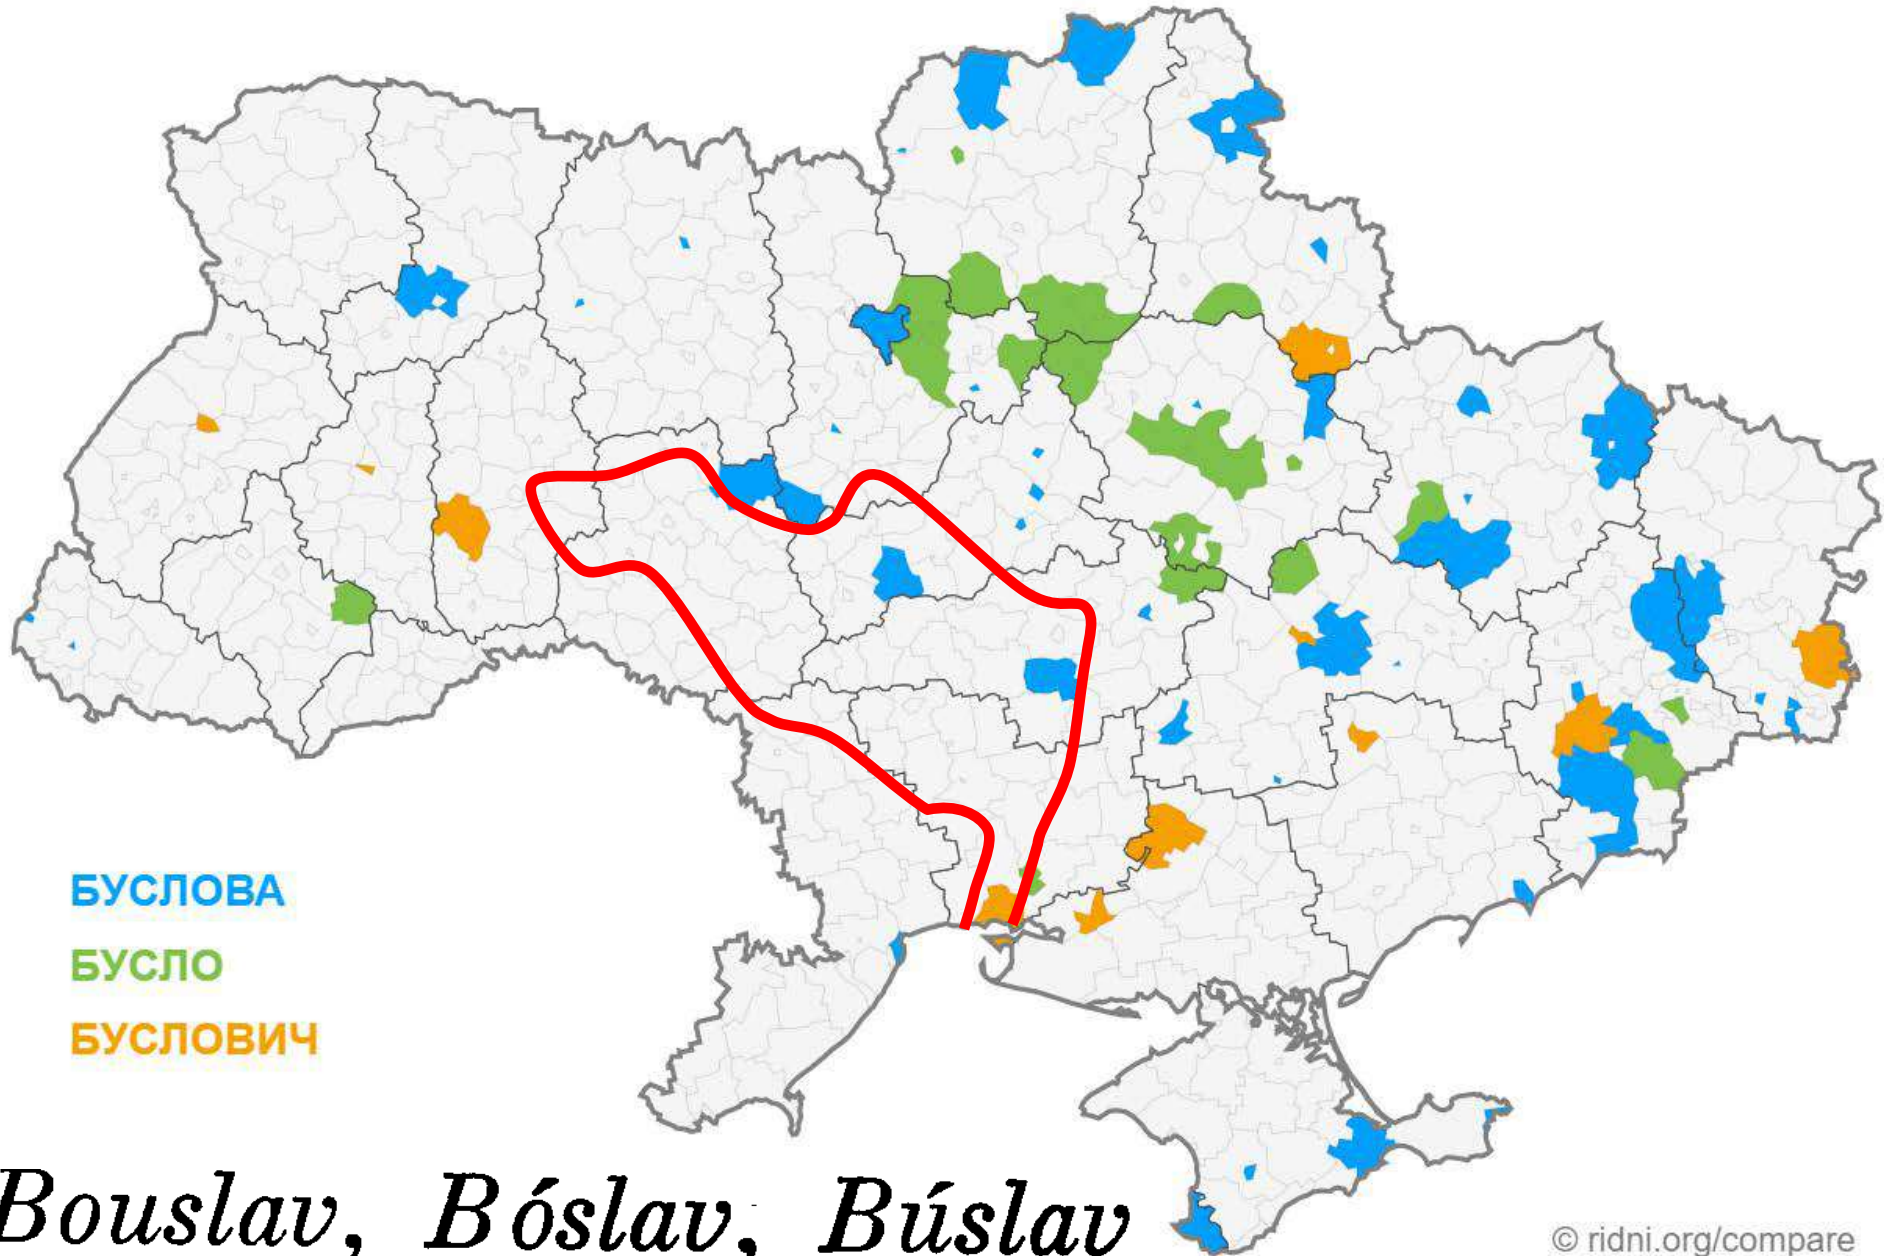 БУСЛОВА
БУСЛО
БУСЛОВИЧ
Bouslav, Bóslav, Búslav
© ridni.org/compare